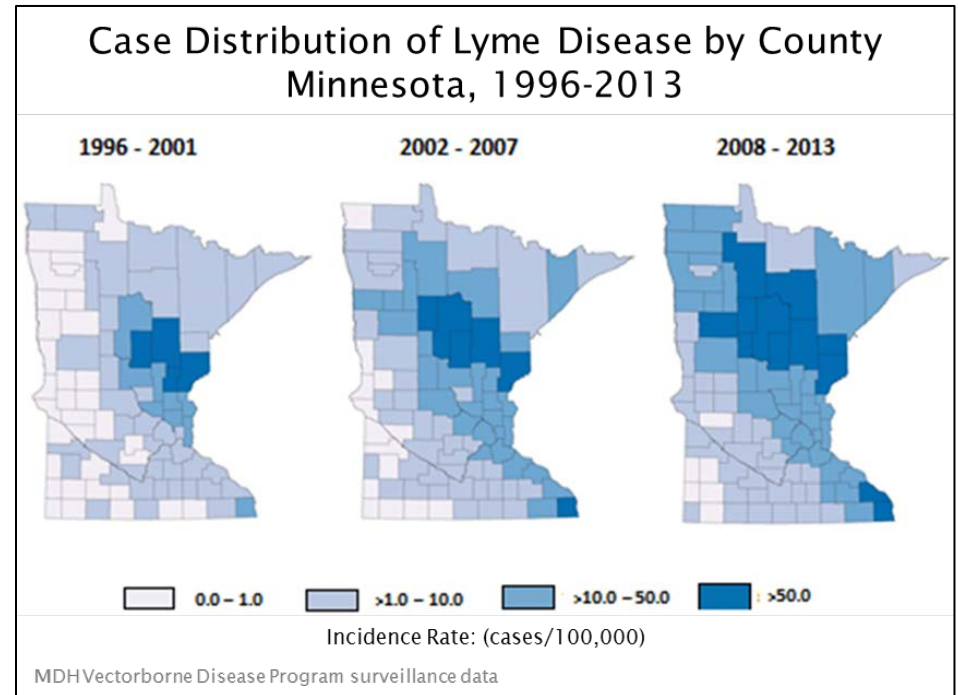 Case Distribution of Lyme Disease by County
Minnesota, 1996-2013
1996 - 2001
2002 - 2007
2008 - 2013
0.0 – 1.0
>1.0 – 10.0
>10.0 – 50.0
: >50.0
Incidence Rate: (cases/100,000)
MDH Vectorborne Disease Program surveillance data